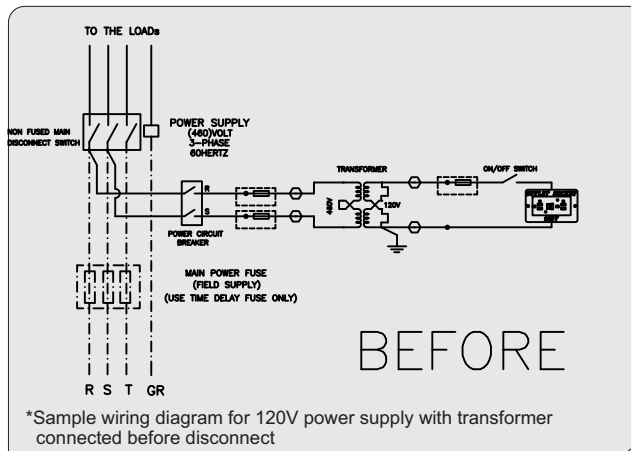 TO THE LOADs
NON FUSED MAIN
DISCONNECT SWITCH
POWER SUPPLY
(460)VOLT
3-PHASE
60HERTZ
R
S
POWER CIRCUIT
BREAKER
TRANSFORMER
460V
120V
ON/OFF SWITCH
MAIN POWER FUSE
(FIELD SUPPLY)
(USE TIME DELAY FUSE ONLY)
R S T GR
BEFORE
*Sample wiring diagram for 120V power supply with transformer
connected before disconnect